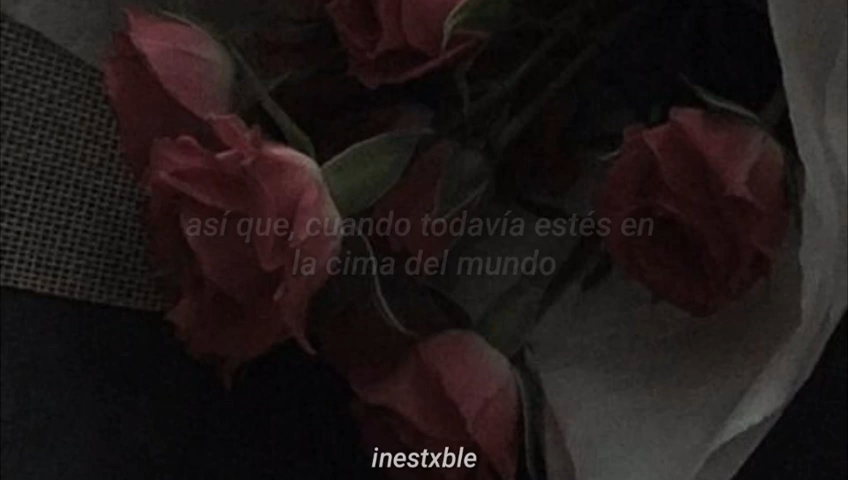 así que, cuando todavía estés en
la cima del mundo
inestxble